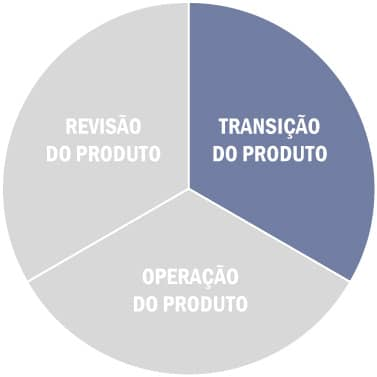 REVISÃO
DO PRODUTO
TRANSIÇÃO
DO PRODUTO
OPERAÇÃO
DO PRODUTO